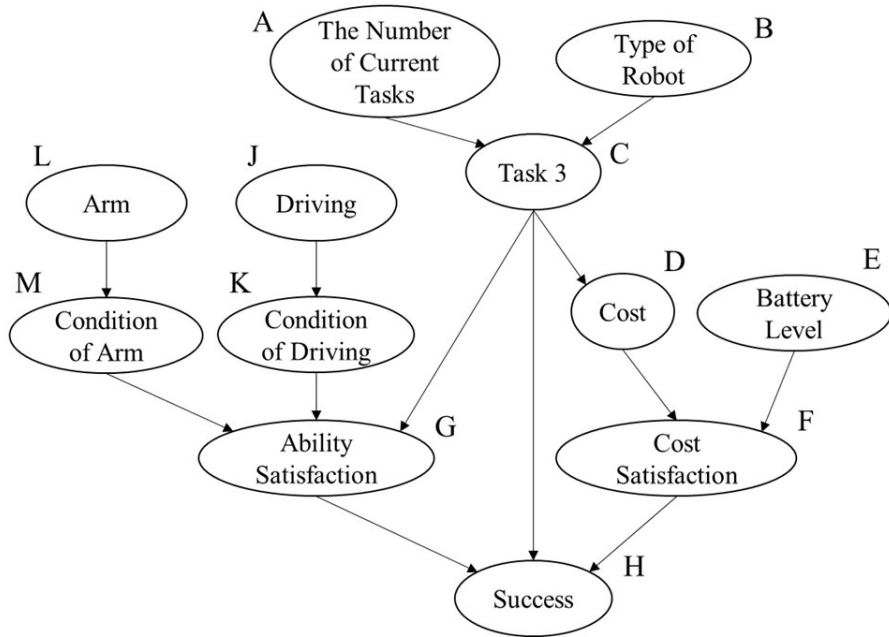 A
The Number
of Current
Tasks
B
Type of
Robot
C
Task 3
L
Arm
J
Driving
M
Condition
of Arm
K
Condition
of Driving
D
Cost
E
Battery
Level
G
Ability
Satisfaction
F
Cost
Satisfaction
H
Success